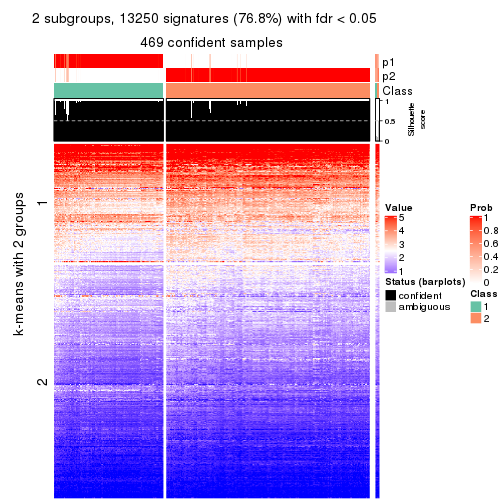 2 subgroups, 13250 signatures (76.8%) with fdr < 0.05
469 confident samples
p1
p2
Class
1
0.5
0
Silhouette
score
k-means with 2 groups
1
2
Value
5
4
3
2
1
Status (barplots)
confident
ambiguous
Prob
1
0.8
0.6
0.4
0.2
0
Class
1
2